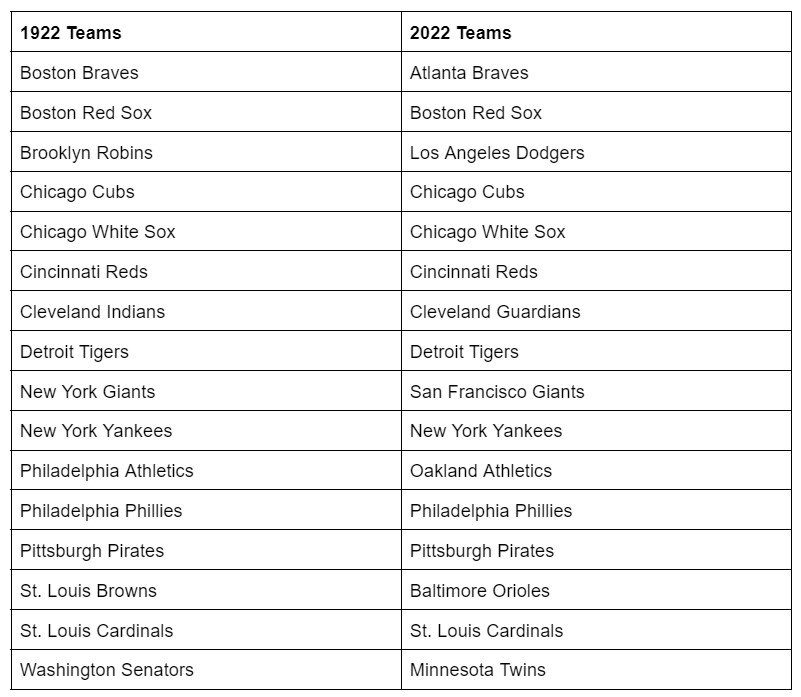 1922 Teams 2022 Teams
Boston Braves Atlanta Braves
Boston Red Sox Boston Red Sox
Brooklyn Robins Los Angeles Dodgers
Chicago Cubs Chicago Cubs
Chicago White Sox Chicago White Sox
Cincinnati Reds Cincinnati Reds
Cleveland Indians Cleveland Guardians
Detroit Tigers Detroit Tigers
New York Giants San Francisco Giants
New York Yankees New York Yankees
Philadelphia Athletics Oakland Athletics
Philadelphia Phillies Philadelphia Phillies
Pittsburgh Pirates Pittsburgh Pirates
St. Louis Browns Baltimore Orioles
St. Louis Cardinals St. Louis Cardinals
Washington Senators Minnesota Twins